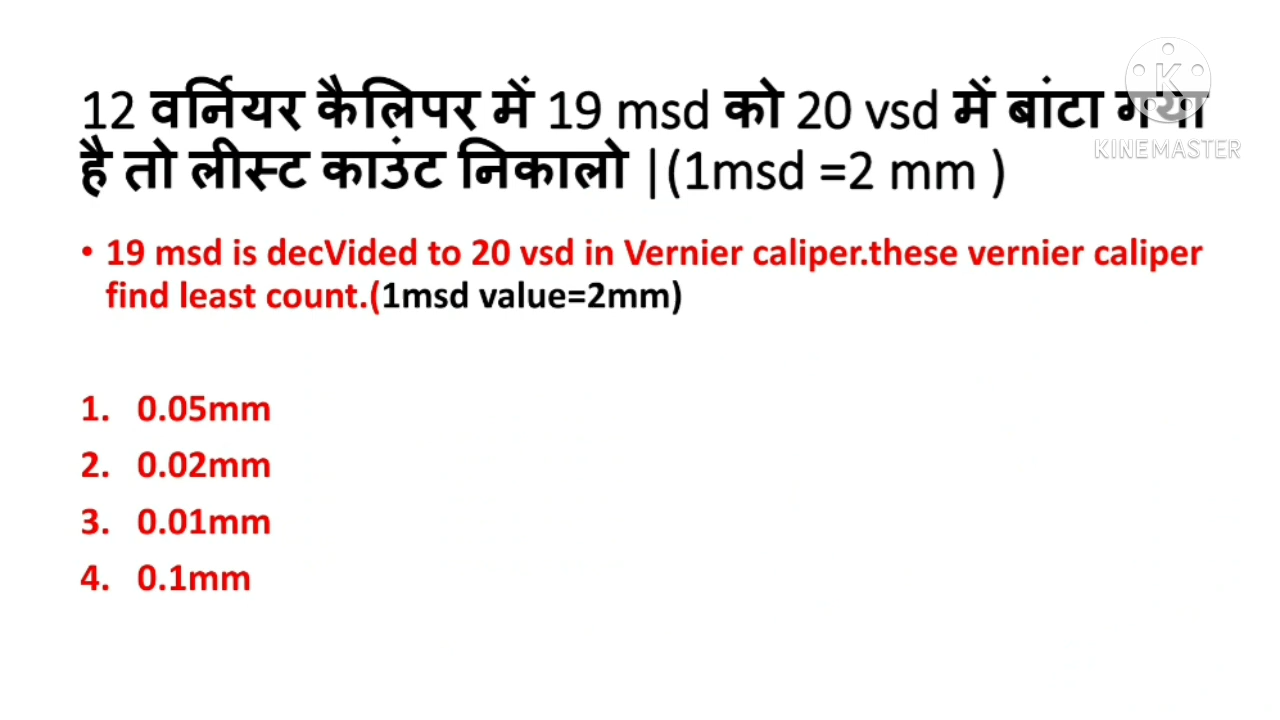 12 वर्नियर कैलिपर में 19 msd को 20 vsd में बांटा गया
है तो लीस्ट काउंट निकालो |(1msd =2 mm )
• 19 msd is decVided to 20 vsd in Vernier caliper.these vernier caliper
find least count.(1msd value=2mm)
1. 0.05mm
2. 0.02mm
3. 0.01mm
4. 0.1mm
K
KINEMASTER